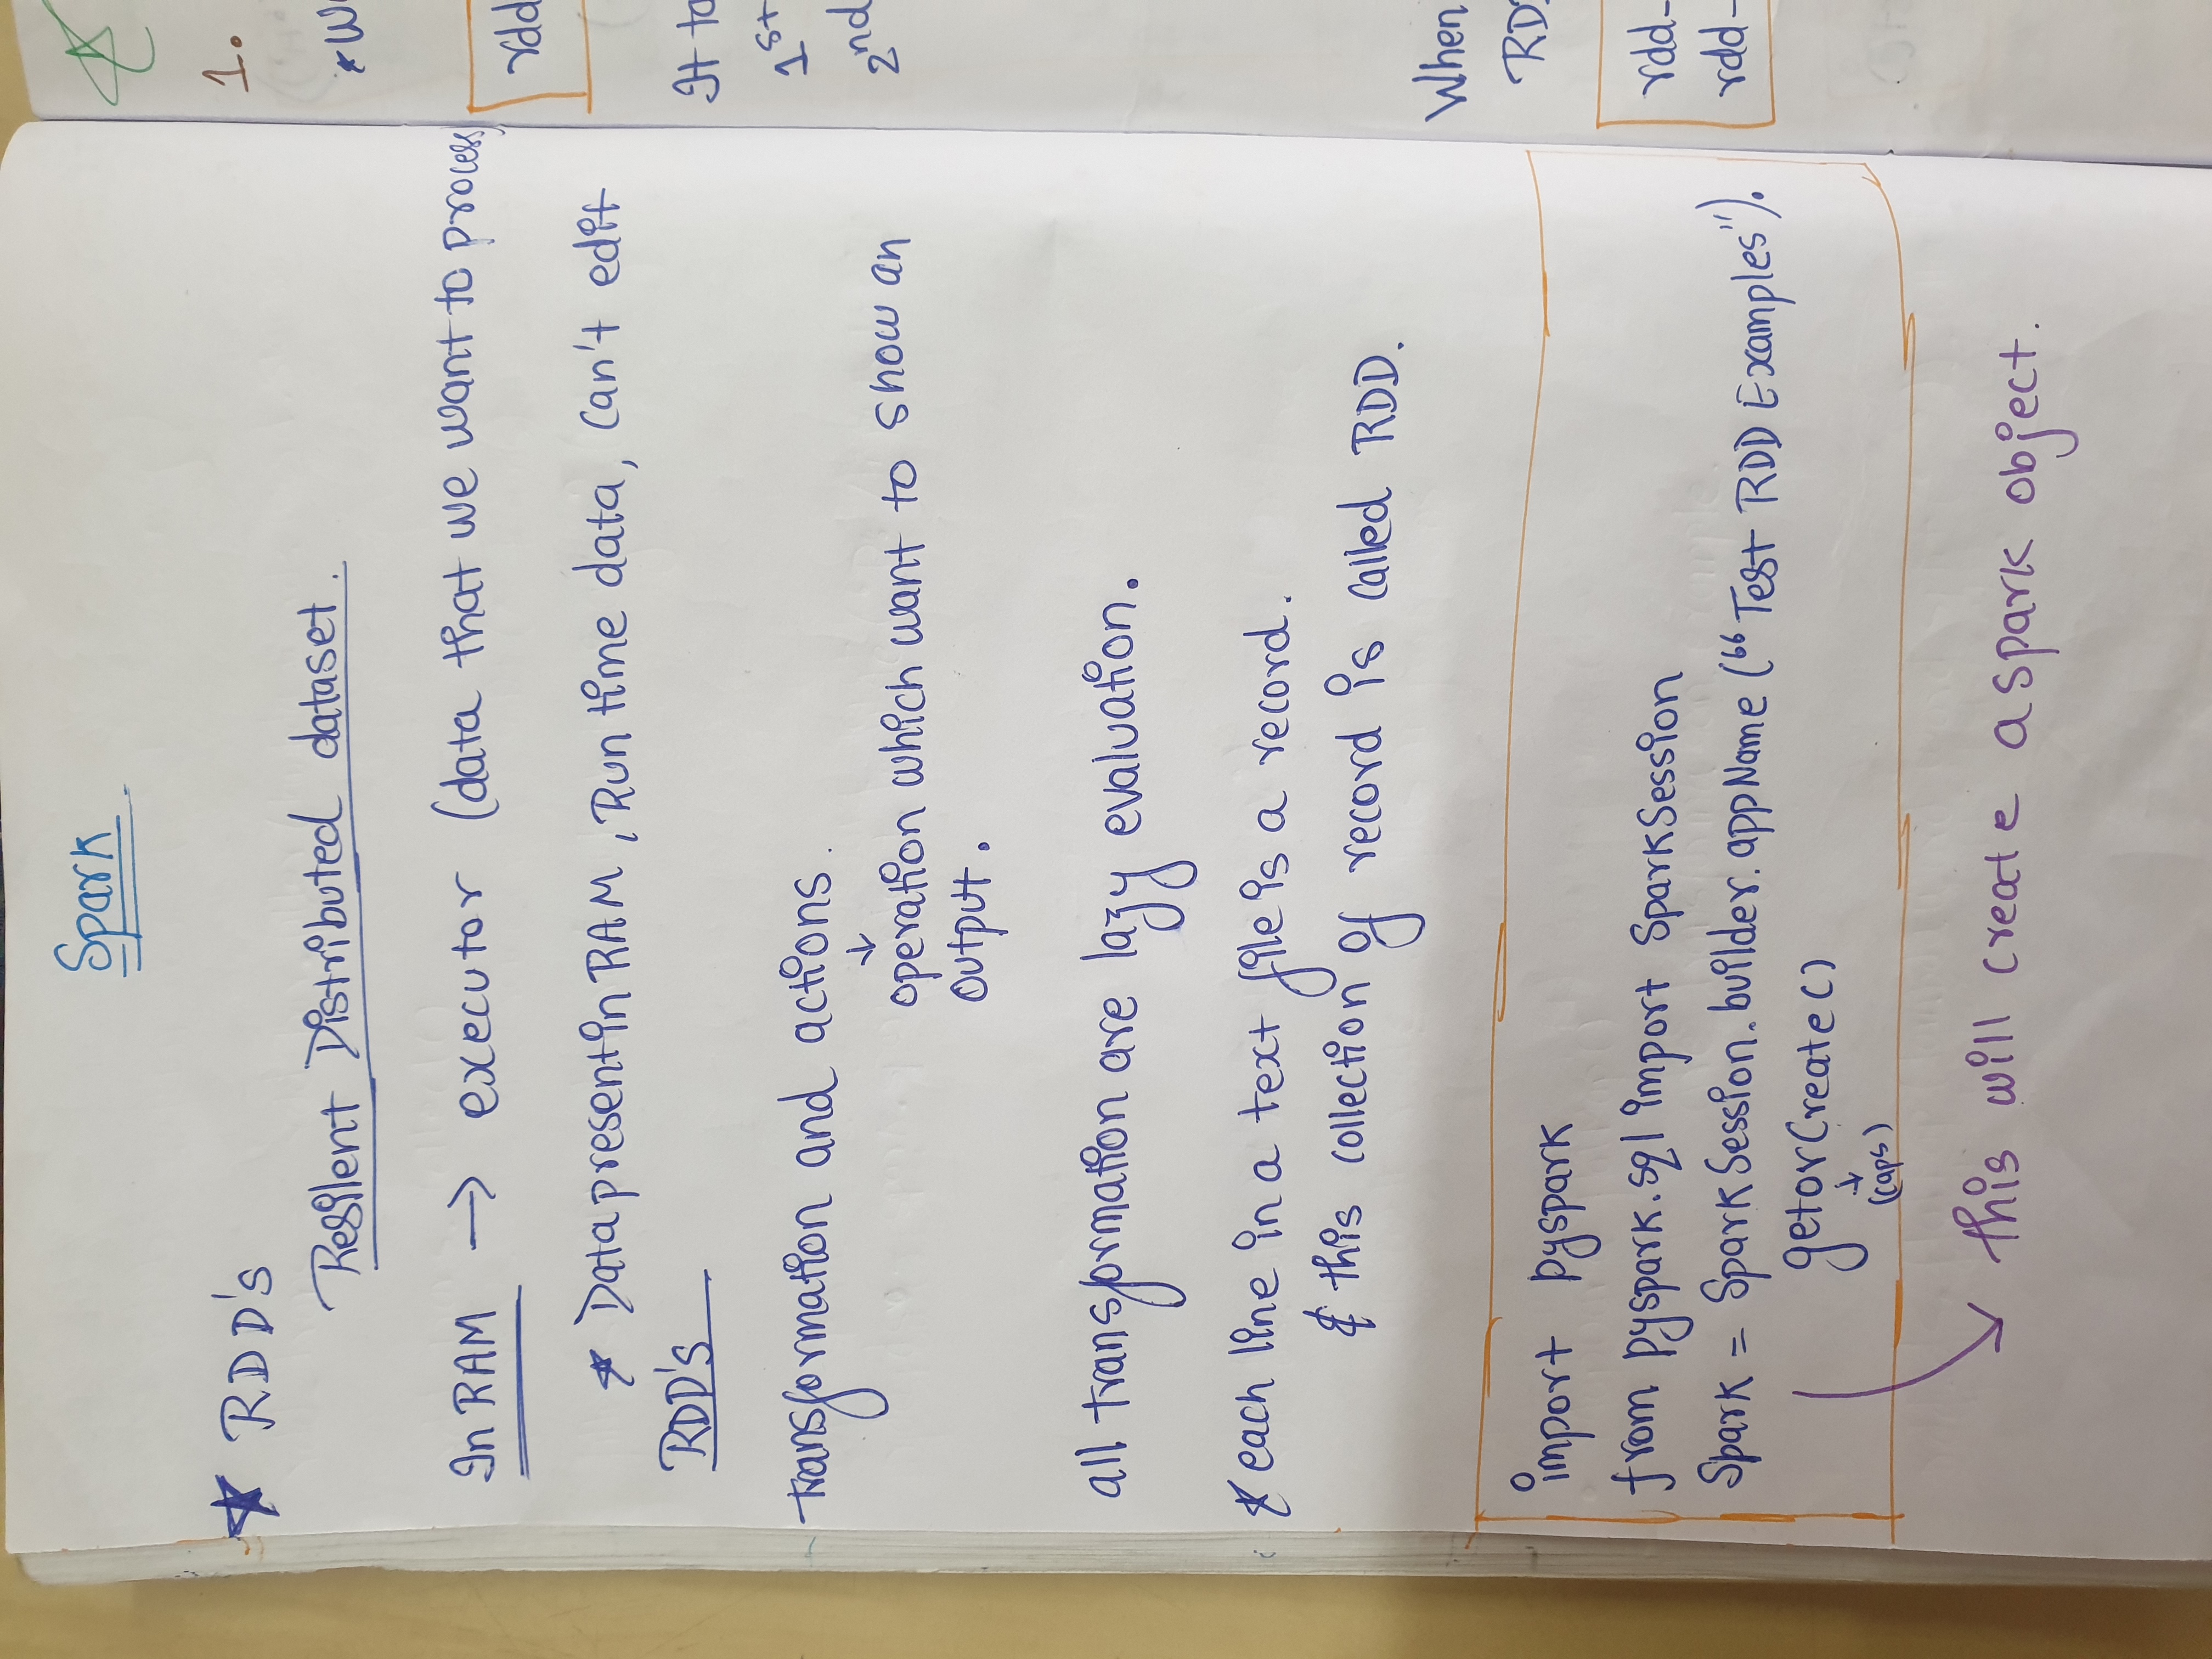 Spark
★ RDD's
Resilent Distributed dataset.
In RAM → executor (data that we want to process)
* Data present in RAM, Run time data, can't edit
RDD's
transformation and actions.
↓
operation which want to show an
output.
all transformation are lazy evaluation.
* each line in a text file is a record.
& this collection of record is called RDD.
import pyspark
from pyspark.sql import SparkSession
Spark = SparkSession.builder.appName ("Test RDD Examples").
getorCreate()
↓
(caps)
this will create a spark object.
1.
rdd
It to
1st
2nd
When
rdd-
rdd-